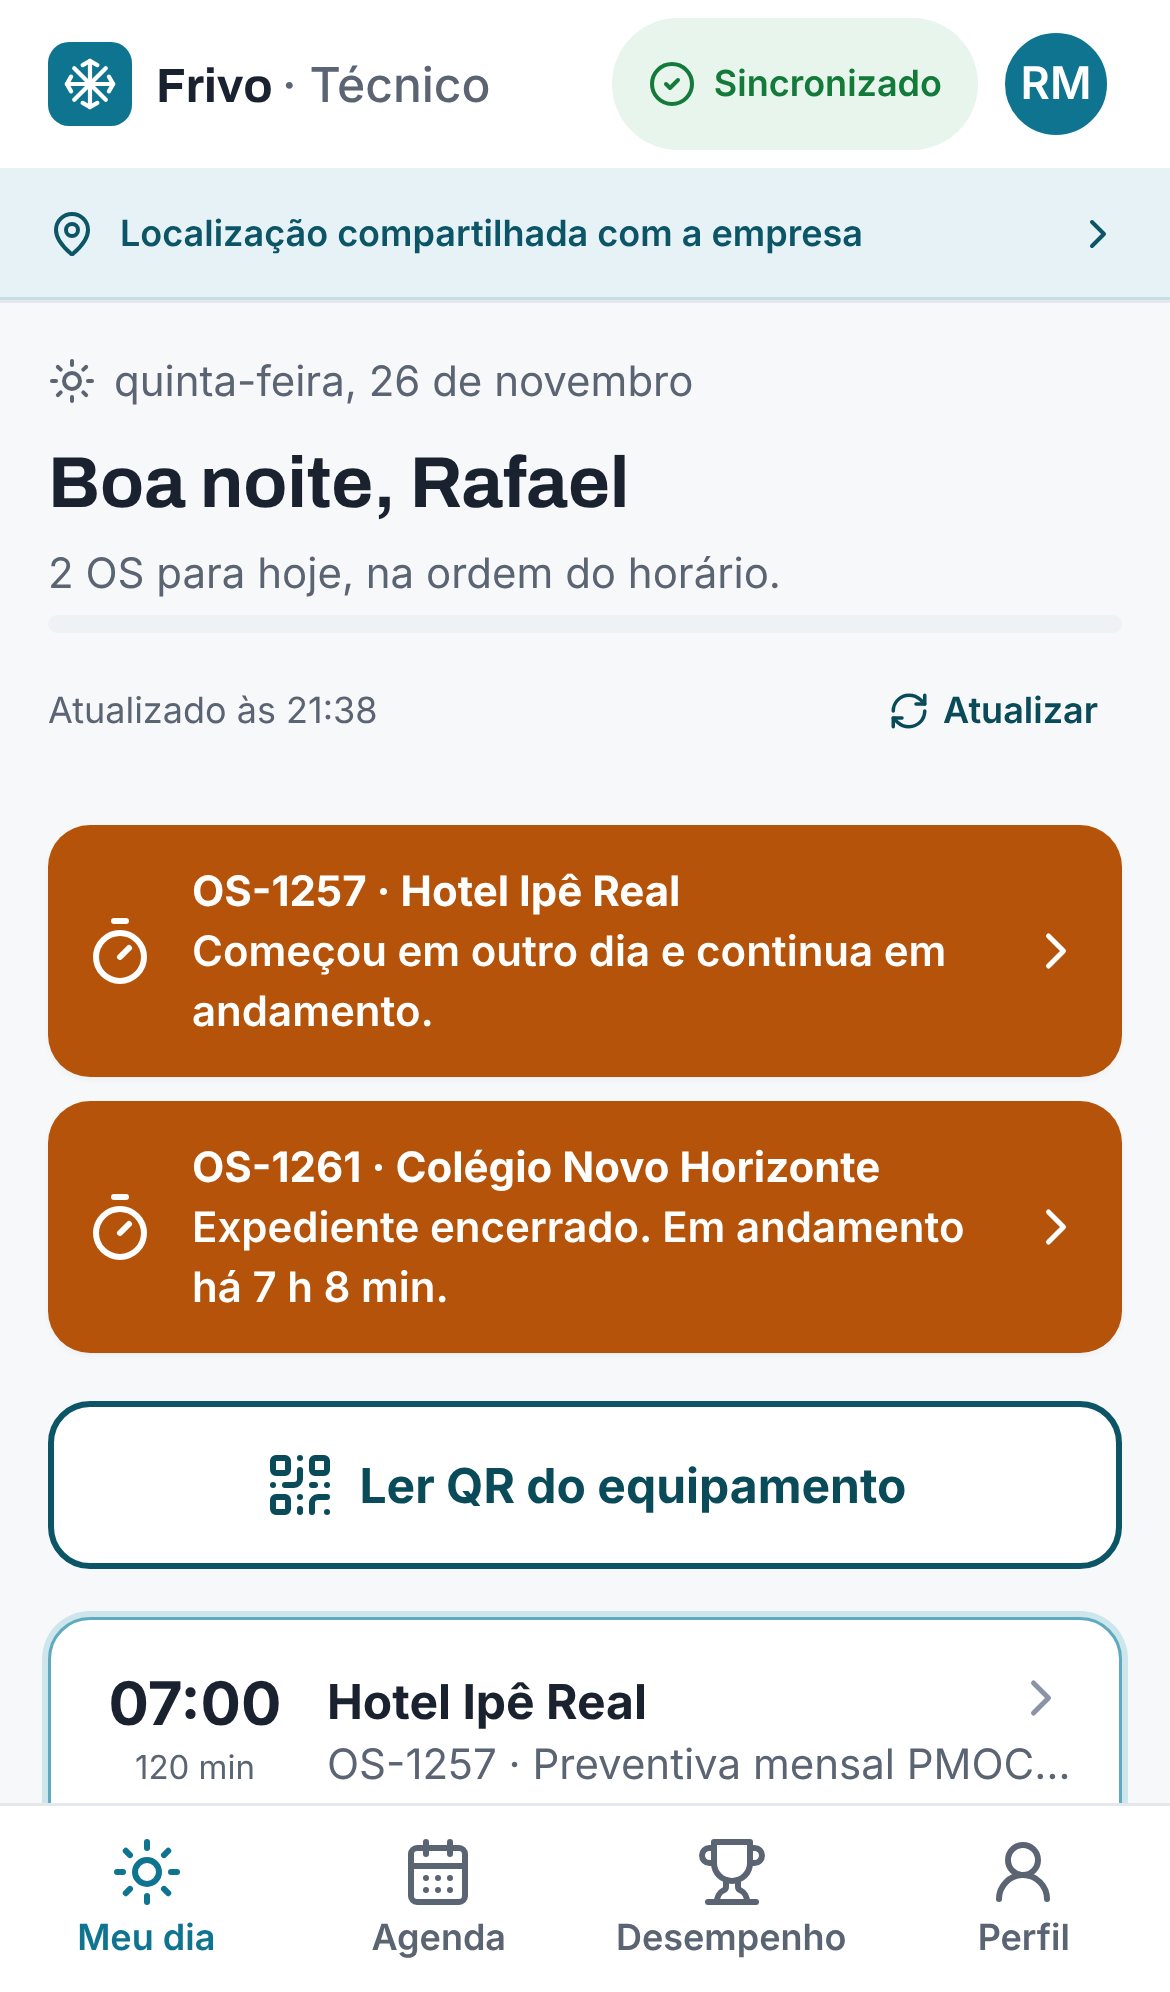 Frivo · Técnico
Sincronizado
RM
Localização compartilhada com a empresa
quinta-feira, 26 de novembro
Boa noite, Rafael
2 OS para hoje, na ordem do horário.
Atualizado às 21:38
Atualizar
OS-1257 · Hotel Ipê Real
Começou em outro dia e continua em
andamento.
OS-1261 · Colégio Novo Horizonte
Expediente encerrado. Em andamento
há 7 h 8 min.
Ler QR do equipamento
07:00
Hotel Ipê Real
120 min
OS-1257 · Preventiva mensal PMOC...
Meu dia
Agenda
Desempenho
Perfil